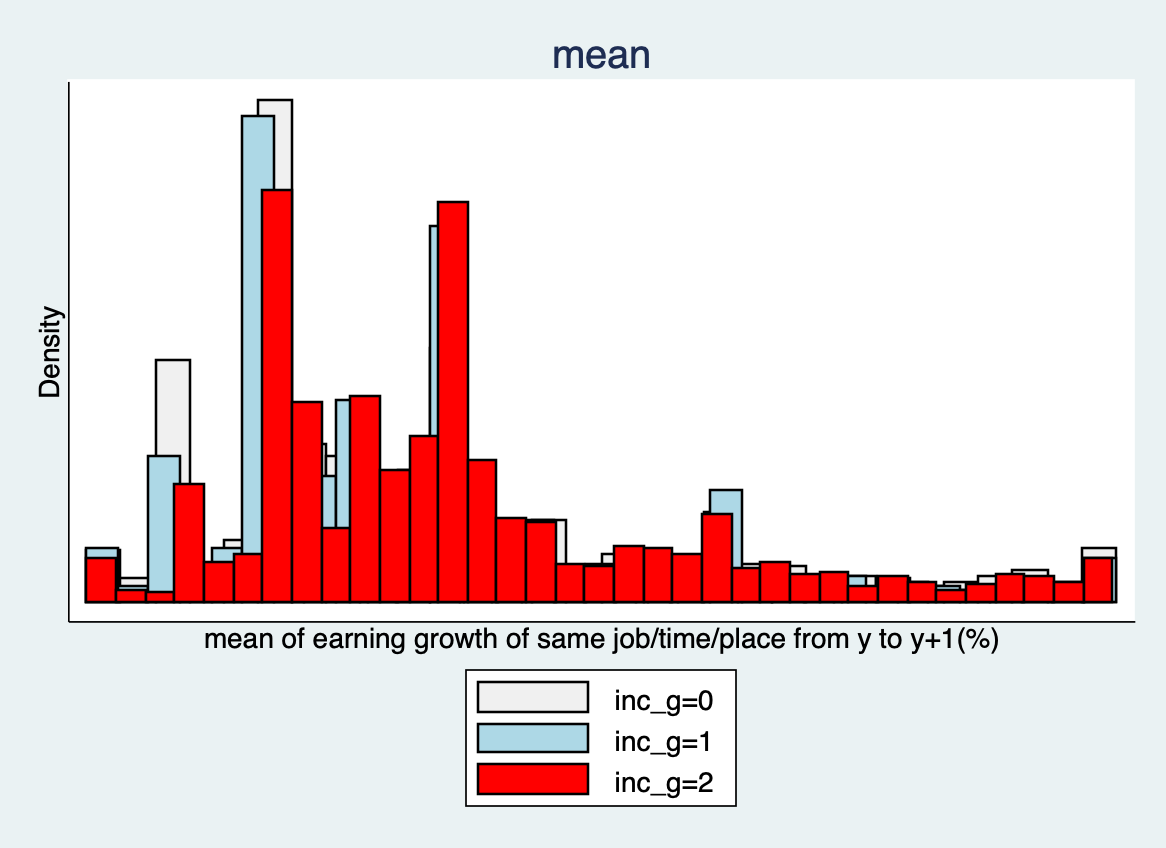 mean
Density
mean of earning growth of same job/time/place from y to y+1(%)
inc_g=0
inc_g=1
inc_g=2